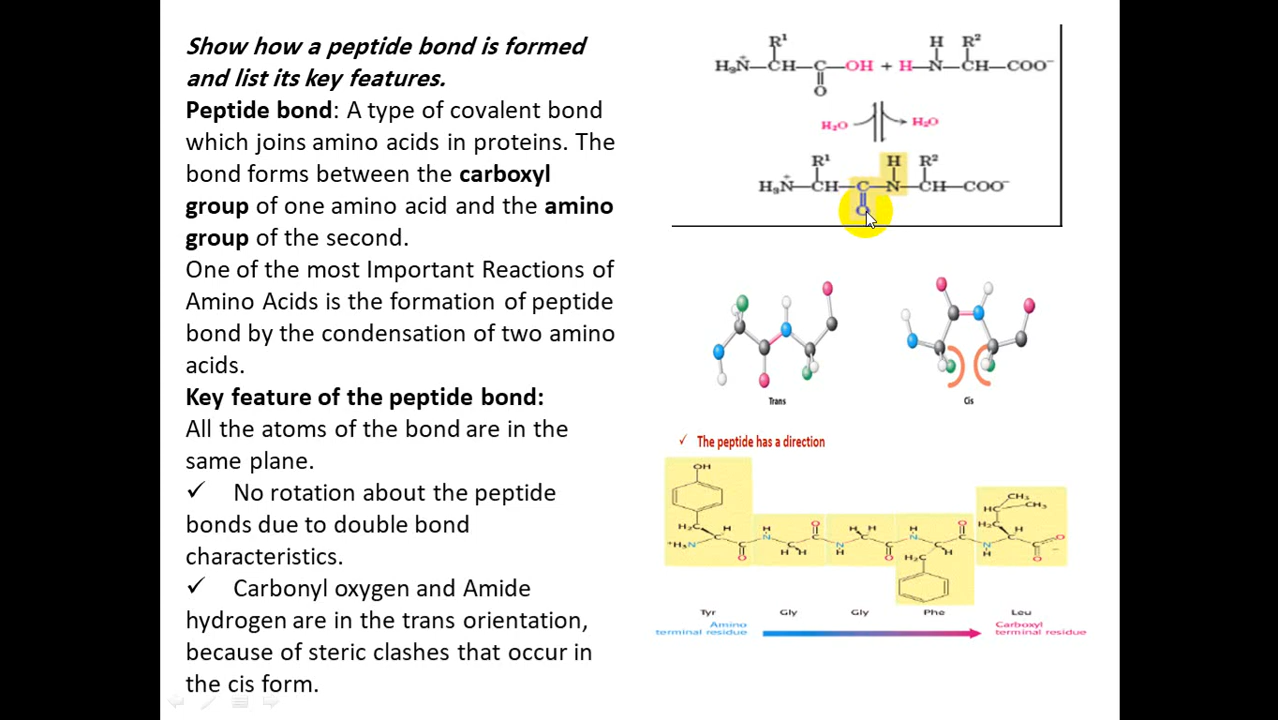 Show how a peptide bond is formed
and list its key features.
Peptide bond: A type of covalent bond
which joins amino acids in proteins. The
bond forms between the carboxyl
group of one amino acid and the amino
group of the second.
One of the most Important Reactions of
Amino Acids is the formation of peptide
bond by the condensation of two amino
acids.
Key feature of the peptide bond:
All the atoms of the bond are in the
same plane.
✓ No rotation about the peptide
bonds due to double bond
characteristics.
✓ Carbonyl oxygen and Amide
hydrogen are in the trans orientation,
because of steric clashes that occur in
the cis form.
R¹ H R²
H₃N⁺—CH—C—OH + H—N—CH—COO⁻
O
H₂O H₂O
R¹ H R²
H₃N⁺—CH—C—N—CH—COO⁻
O
Trans Cis
✓ The peptide has a direction
OH
CH₃
HC CH₃
H₂C H H H O H H H O H₂C H
⁺H₃N O H H N H O H₂C H N H O O ⁻
Tyr Gly Gly Phe Leu
Amino
terminal residue
Carboxyl
terminal residue